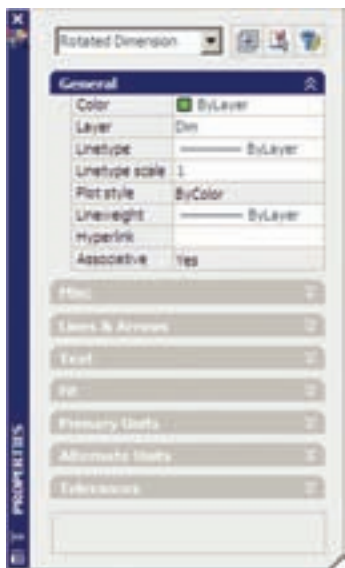 Rotated Dimension
General
Color ByLayer
Layer Dim
Linetype ByLayer
Linetype scale 1
Plot style ByColor
Lineweight ByLayer
Hyperlink
Associative Yes
Misc
Lines & Arrows
Text
Fit
Primary Units
Alternate Units
Tolerances
PROPERTIES